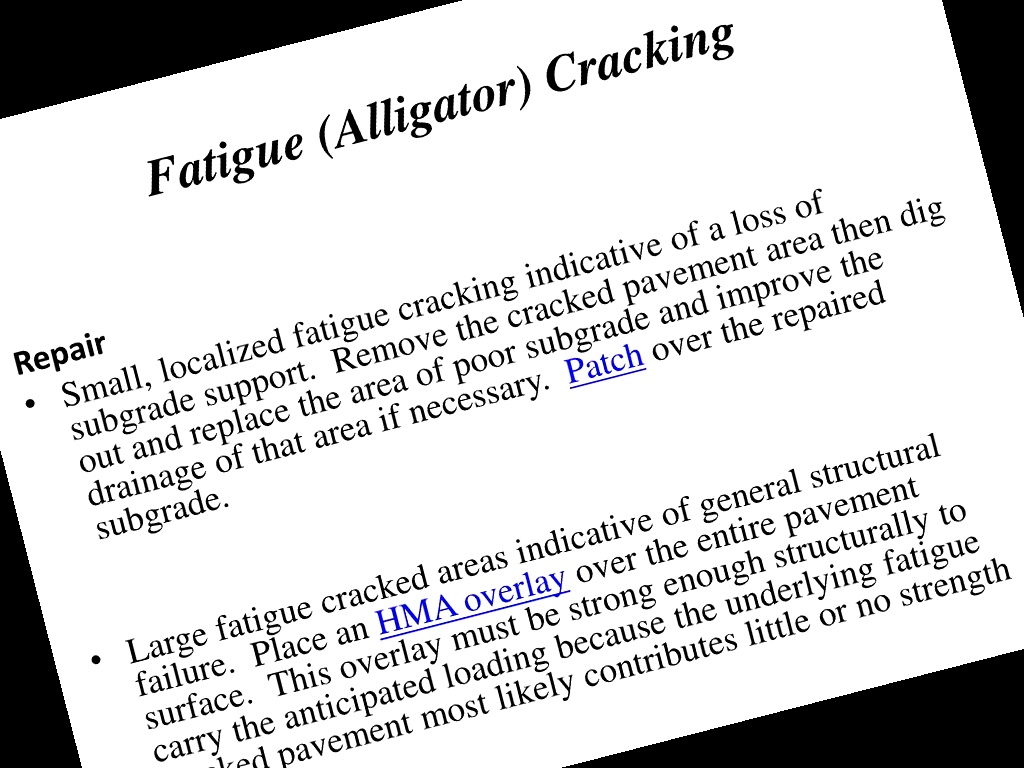 Fatigue (Alligator) Cracking
Repair
• Small, localized fatigue cracking indicative of a loss of
subgrade support.  Remove the cracked pavement area then dig
out and replace the area of poor subgrade and improve the
drainage of that area if necessary.  Patch over the repaired
subgrade.
• Large fatigue cracked areas indicative of general structural
failure.  Place an HMA overlay over the entire pavement
surface.  This overlay must be strong enough structurally to
carry the anticipated loading because the underlying fatigue
pavement most likely contributes little or no strength